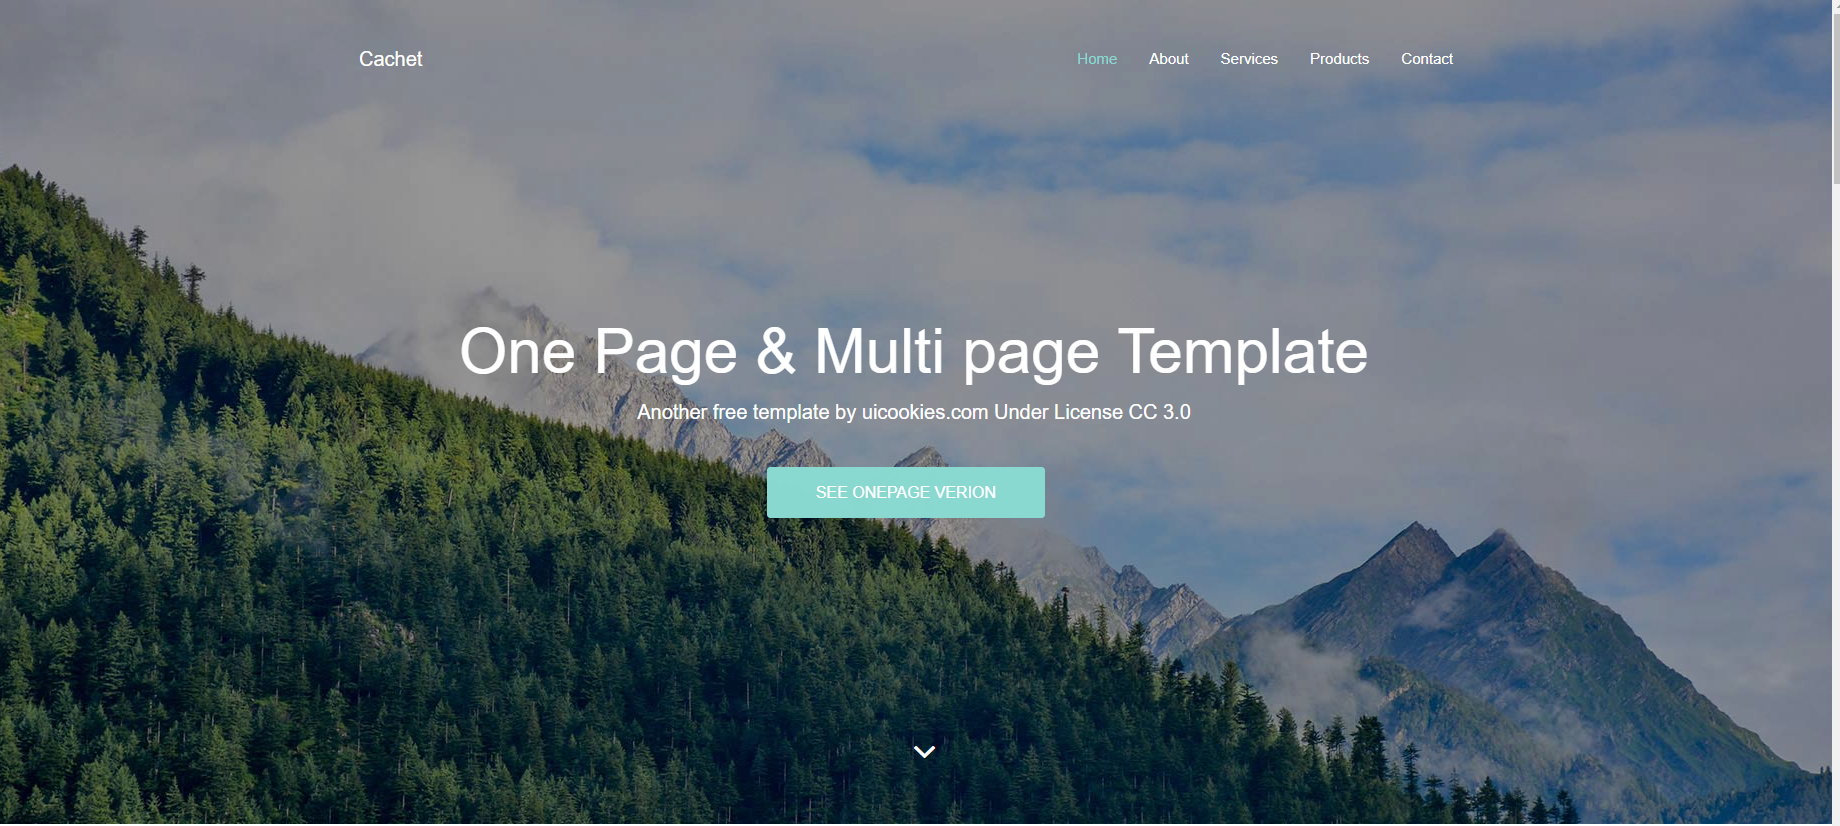 Cachet
Home About Services Products Contact
One Page & Multi page Template
Another free template by uicookies.com Under License CC 3.0
SEE ONEPAGE VERION